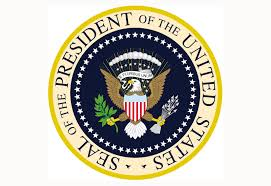 SEAL OF THE PRESIDENT OF THE UNITED STATES